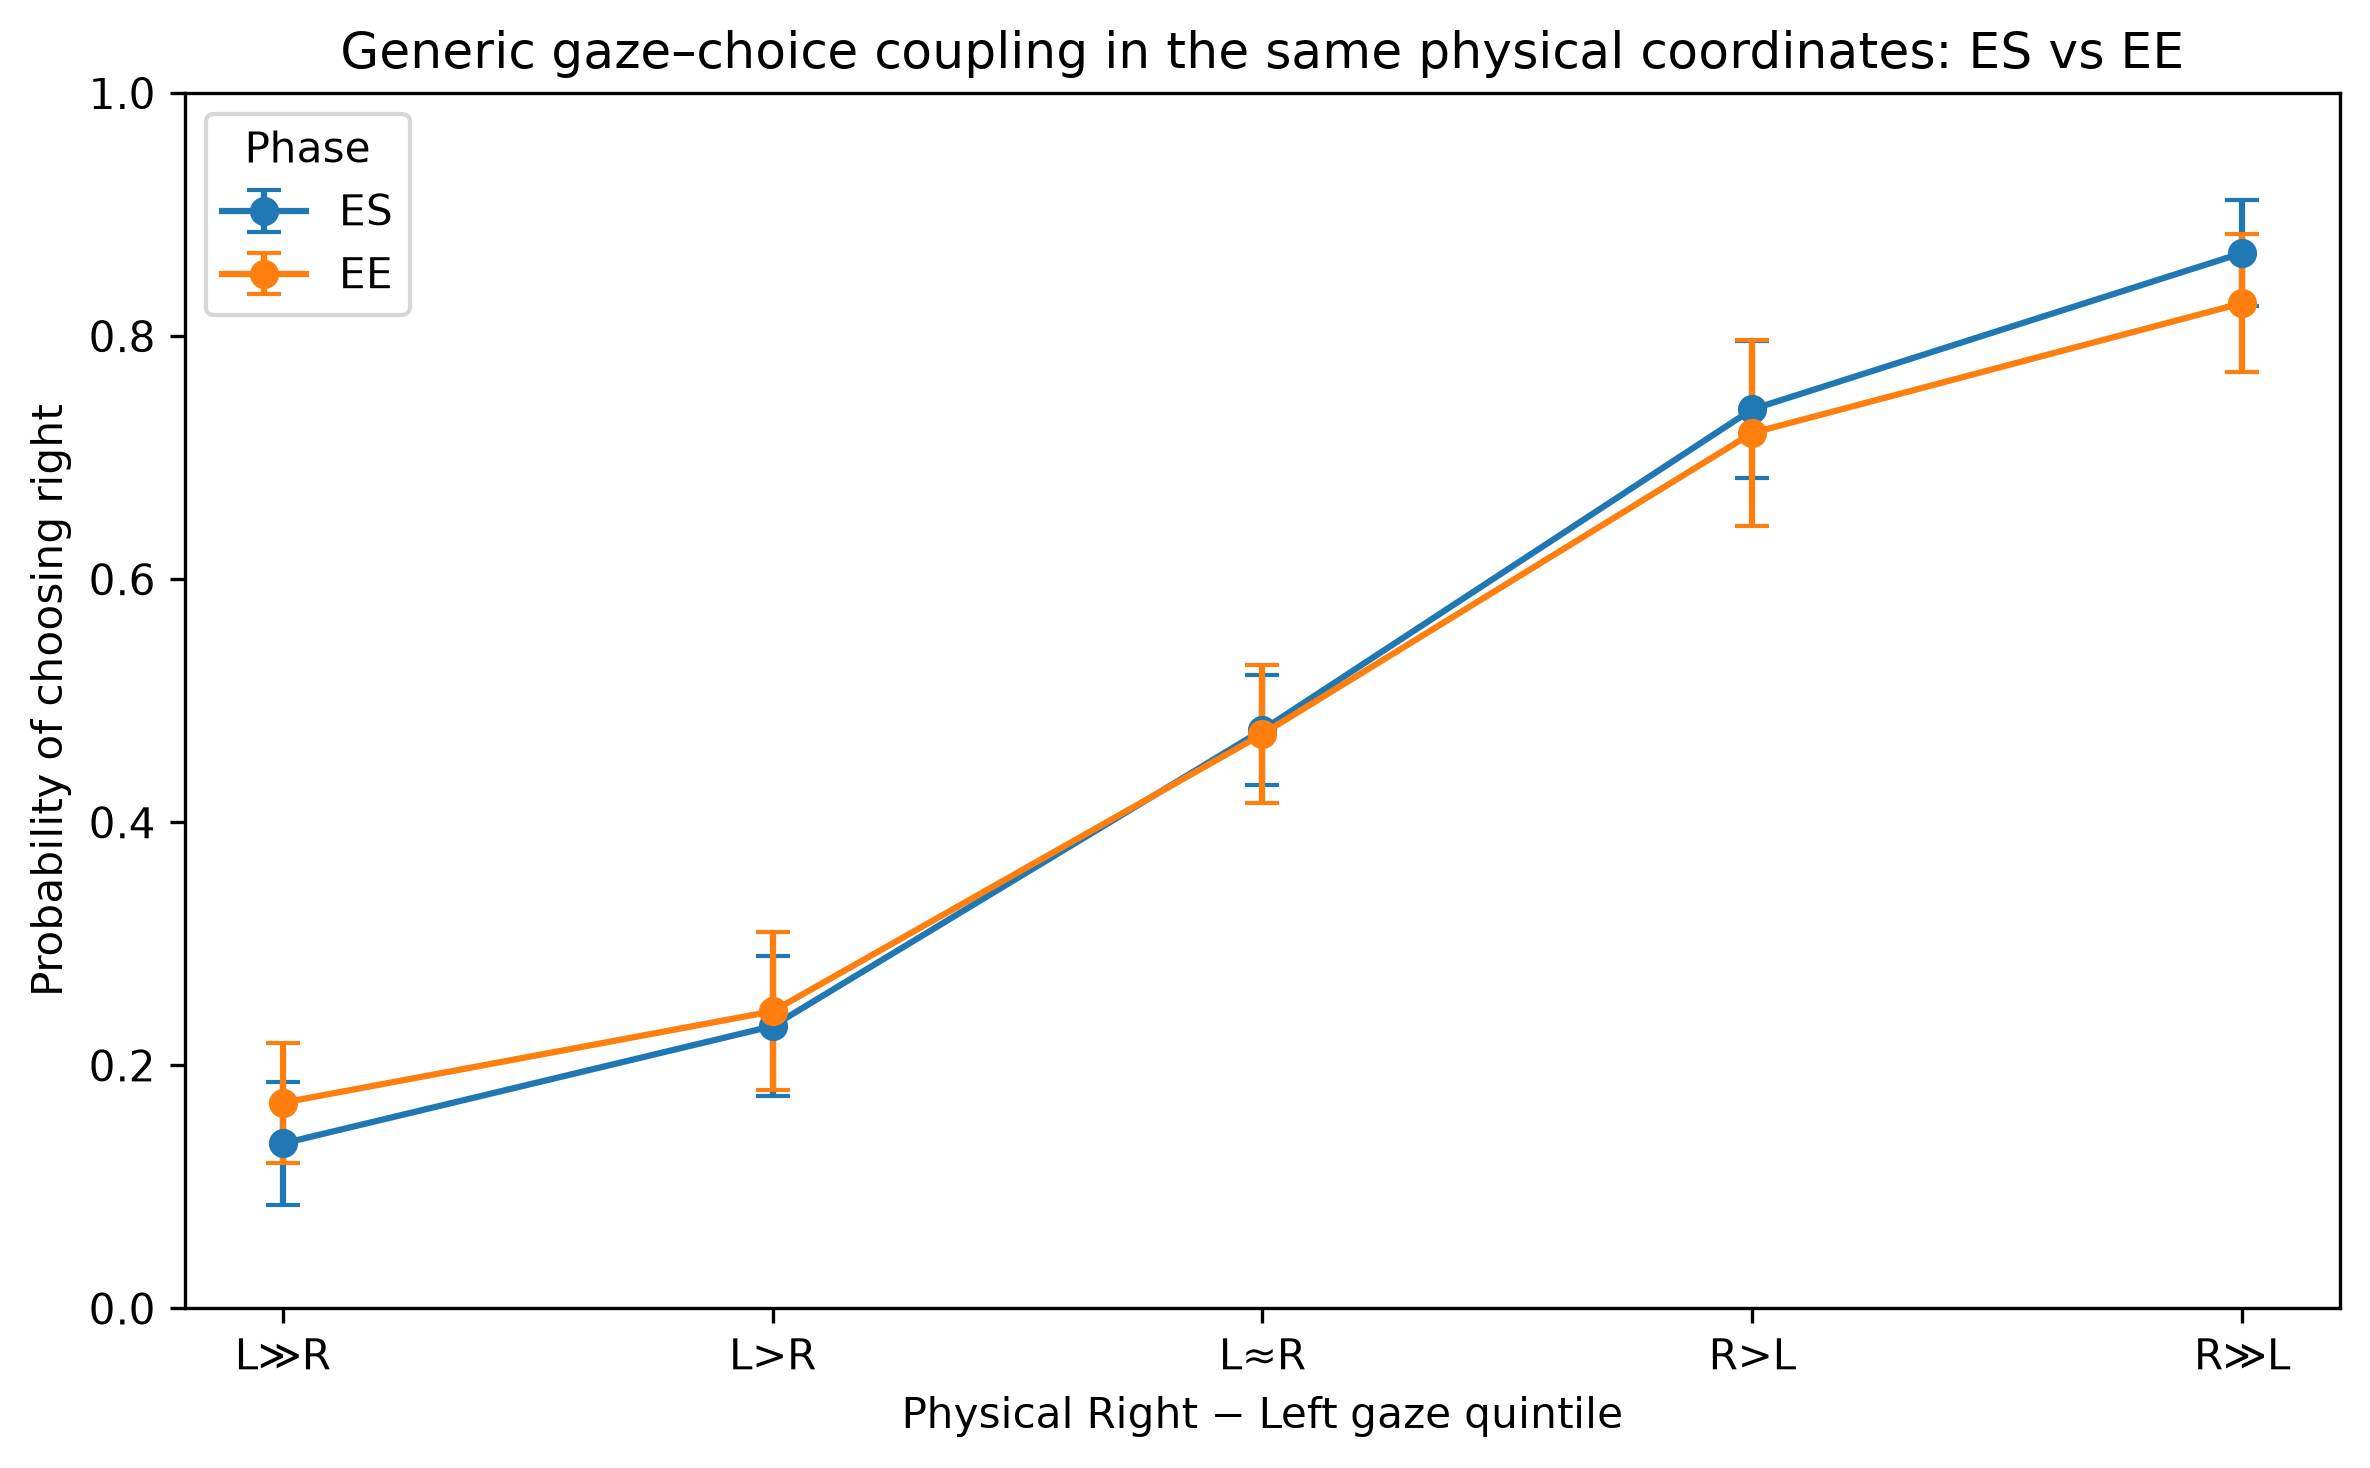 Generic gaze–choice coupling in the same physical coordinates: ES vs EE
Phase
ES
EE
Probability of choosing right
1.0
0.8
0.6
0.4
0.2
0.0
L≫R
L>R
L≈R
R>L
R≫L
Physical Right − Left gaze quintile